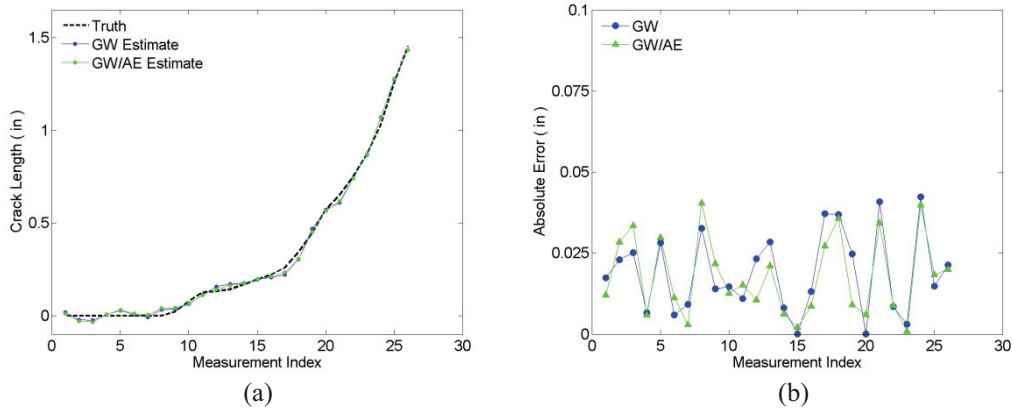 Truth
GW Estimate
GW/AE Estimate
1.5
1
0.5
0
Crack Length ( in )
0 5 10 15 20 25 30
Measurement Index
(a)
GW
GW/AE
0.1
0.075
0.05
0.025
0
Absolute Error ( in )
0 5 10 15 20 25 30
Measurement Index
(b)